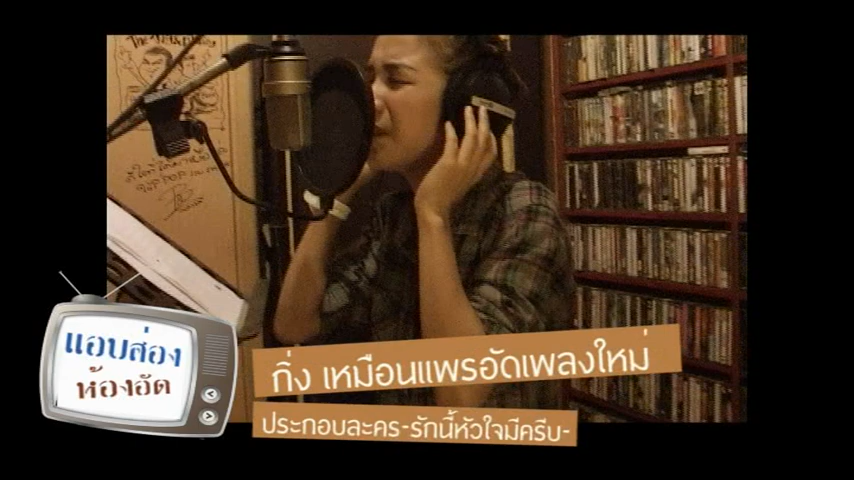 แอบส่อง
ห้องอัด
กิ่ง เหมือนแพรอัดเพลงใหม่
ประกอบละคร-รักนี้หัวใจมีครีบ-